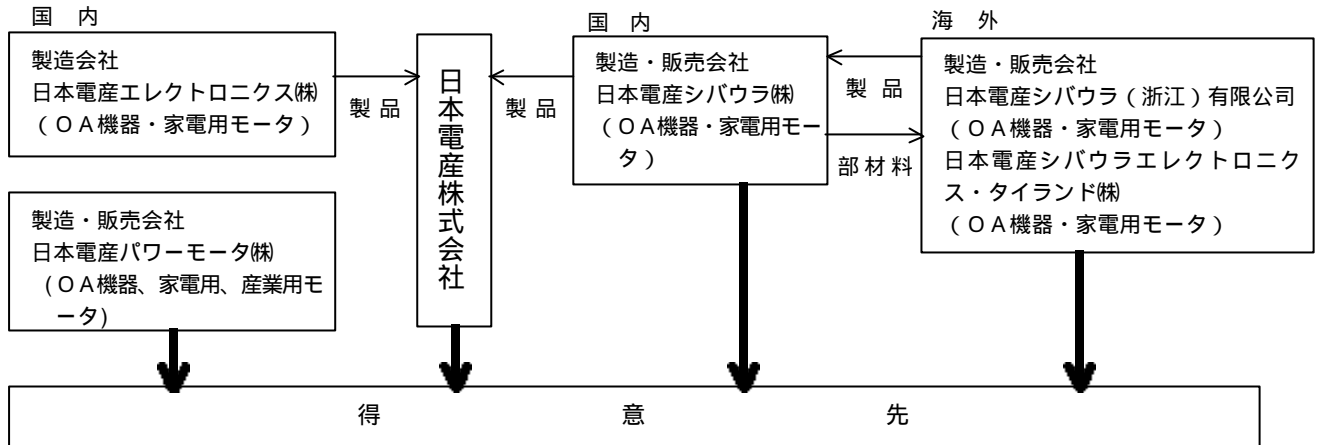 国 内
製造会社
日本電産エレクトロニクス㈱
(OA機器・家電用モータ)
製造・販売会社
日本電産パワーモータ㈱
(OA機器、家電用、産業用モ
ータ)
製 品
日本電産株式会社
製 品
国 内
製造・販売会社
日本電産シバウラ㈱
(OA機器・家電用モー
タ)
製 品
部 材 料
海 外
製造・販売会社
日本電産シバウラ(浙江)有限公司
(OA機器・家電用モータ)
日本電産シバウラエレクトロニク
ス・タイランド㈱
(OA機器・家電用モータ)
得 意 先